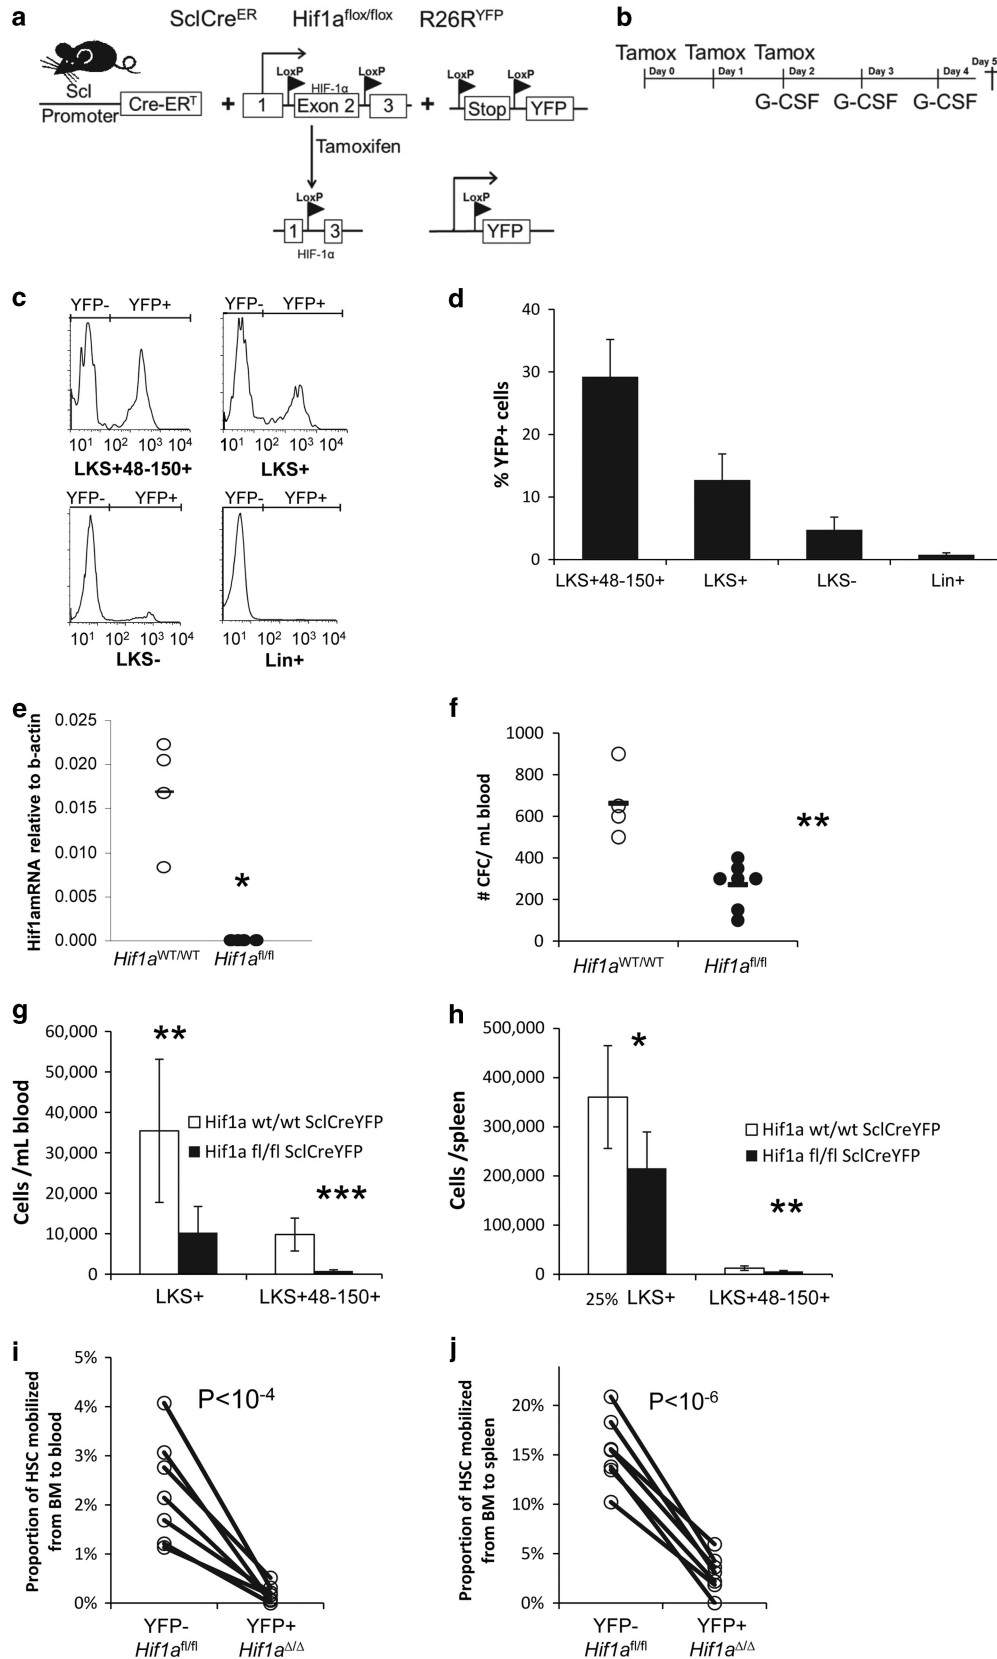 a
SclCreER Hif1aflox/flox R26RYFP
LoxP LoxP LoxP LoxP
HIF-1α
Scl
Promoter
Cre-ERT + 1 Exon 2 3 + Stop YFP
Tamoxifen
LoxP LoxP
1 3 YFP
HIF-1α
b
Tamox Tamox Tamox
Day 0 Day 1 Day 2 Day 3 Day 4 Day 5
G-CSF G-CSF G-CSF
c
YFP- YFP+ YFP- YFP+
10¹ 10² 10³ 10⁴ 10¹ 10² 10³ 10⁴
LKS+48-150+ LKS+
YFP- YFP+ YFP- YFP+
10¹ 10² 10³ 10⁴ 10¹ 10² 10³ 10⁴
LKS- Lin+
d
% YFP+ cells
40
30
20
10
0
LKS+48-150+ LKS+ LKS- Lin+
e
Hif1amRNA relative to b-actin
0.025
0.020
0.015
0.010
0.005
0.000
*
Hif1aWT/WT Hif1afl/fl
f
# CFC/ mL blood
1000
800
600
400
200
0
**
Hif1aWT/WT Hif1afl/fl
g
Cells /mL blood
60,000
50,000
40,000
30,000
20,000
10,000
0
**
Hif1a wt/wt SclCreYFP
Hif1a fl/fl SclCreYFP
***
LKS+ LKS+48-150+
h
Cells /spleen
500,000
400,000
300,000
200,000
100,000
0
*
Hif1a wt/wt SclCreYFP
Hif1a fl/fl SclCreYFP
**
25% LKS+ LKS+48-150+
i
Proportion of HSC mobilized
from BM to blood
5%
4%
3%
2%
1%
0%
P<10⁻⁴
YFP- YFP+
Hif1afl/fl Hif1aΔ/Δ
j
Proportion of HSC mobilized
from BM to spleen
20%
15%
10%
5%
0%
P<10⁻⁶
YFP- YFP+
Hif1afl/fl Hif1aΔ/Δ